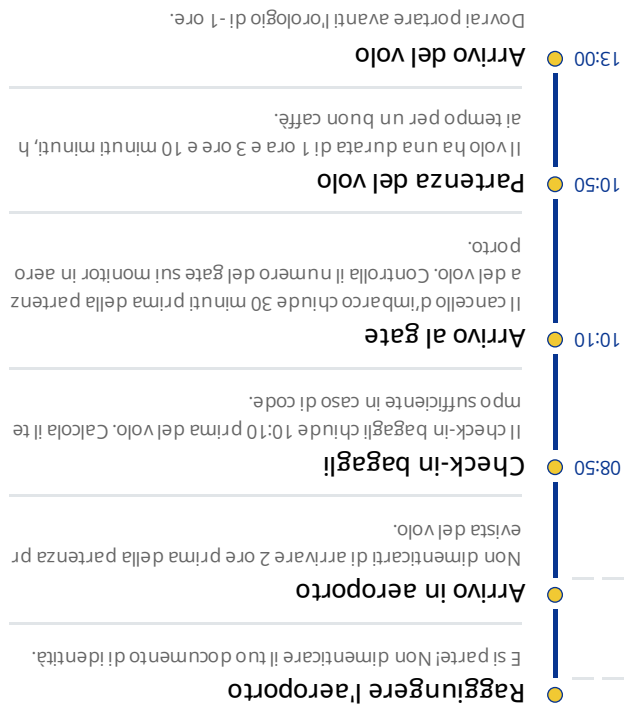 Raggiungere l'aeroporto
E si parte! Non dimenticare il tuo documento di identità.
Arrivo in aeroporto
Non dimenticarti di arrivare 2 ore prima della partenza pr
evista del volo.
08:50 Check-in bagagli
Il check-in bagagli chiude 10:10 prima del volo. Calcola il te
mpo sufficiente in caso di code.
10:10 Arrivo al gate
Il cancello d'imbarco chiude 30 minuti prima della partenz
a del volo. Controlla il numero del gate sui monitor in aero
porto.
10:50 Partenza del volo
Il volo ha una durata di 1 ora e 3 ore e 10 minuti minuti, h
ai tempo per un buon caffè.
13:00 Arrivo del volo
Dovrai portare avanti l'orologio di -1 ore.